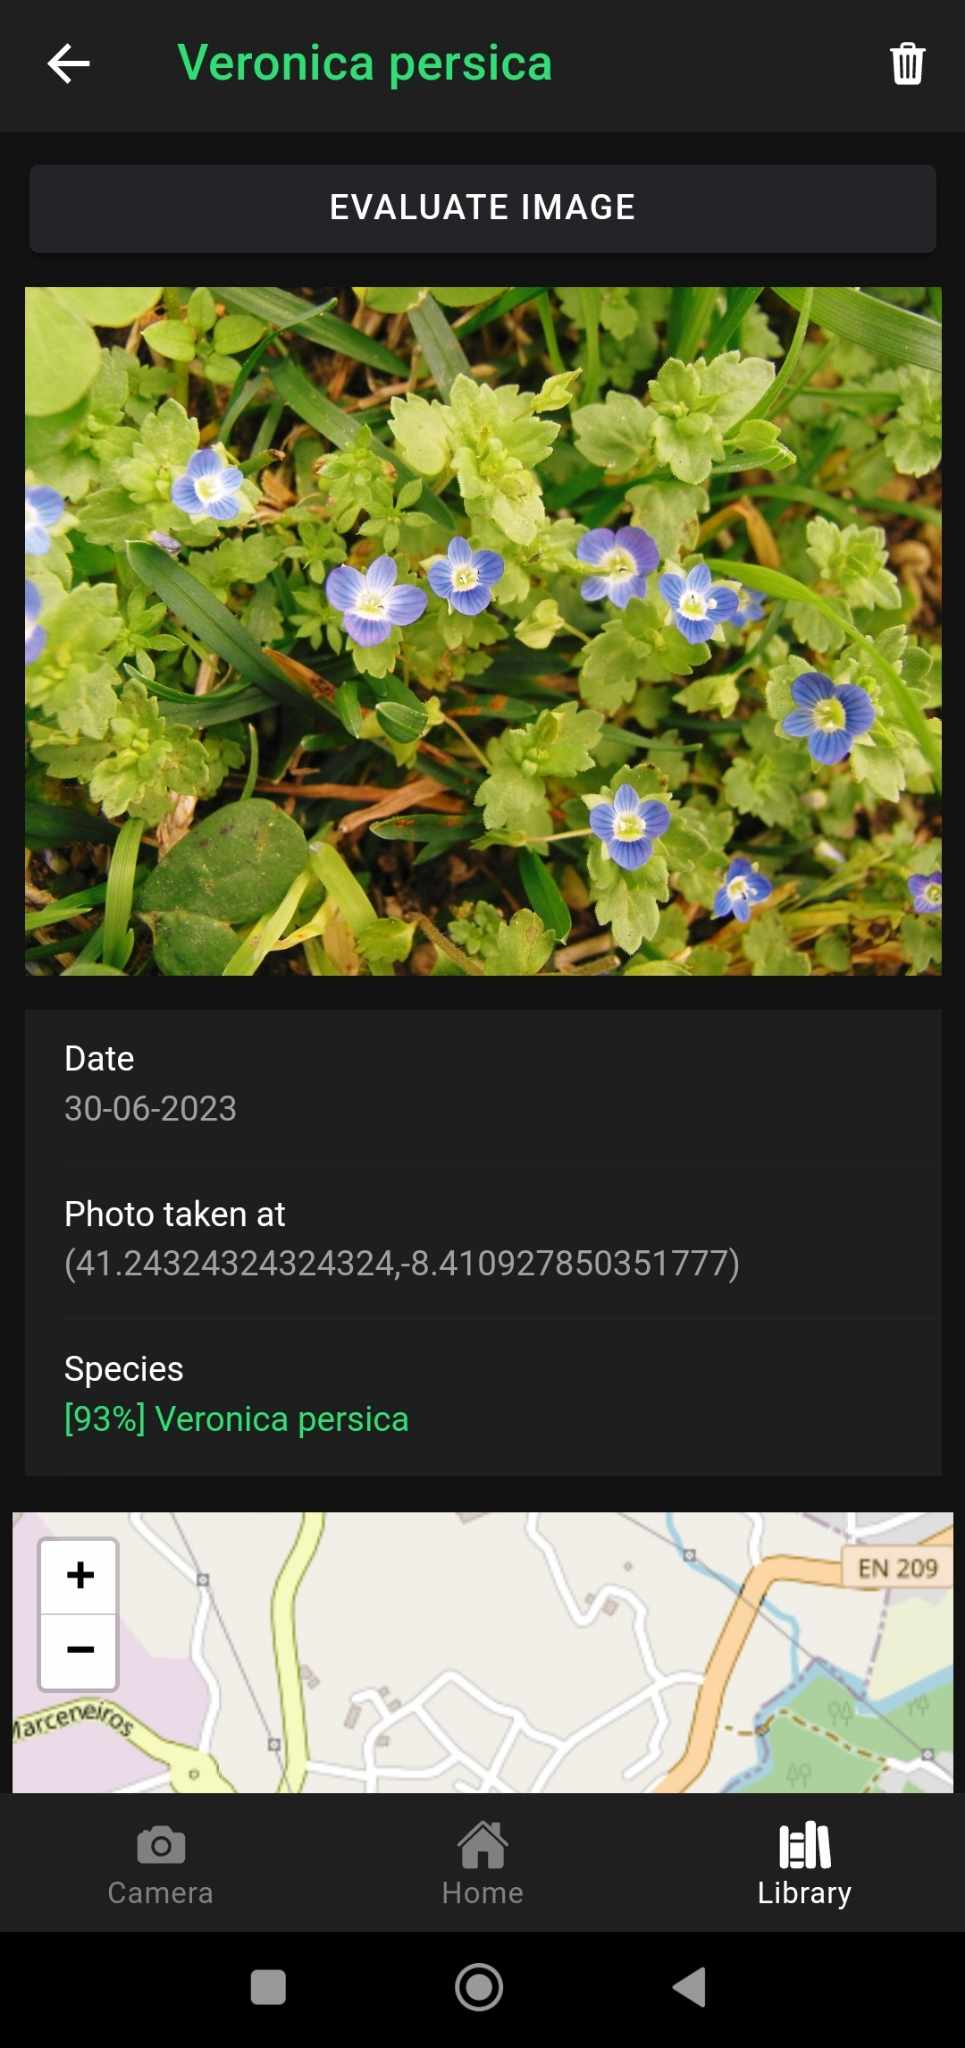 Veronica persica
EVALUATE IMAGE
Date
30-06-2023
Photo taken at
(41.24324324324324,-8.410927850351777)
Species
[93%] Veronica persica
+
EN 209
−
Marceneiros
Camera
Home
Library